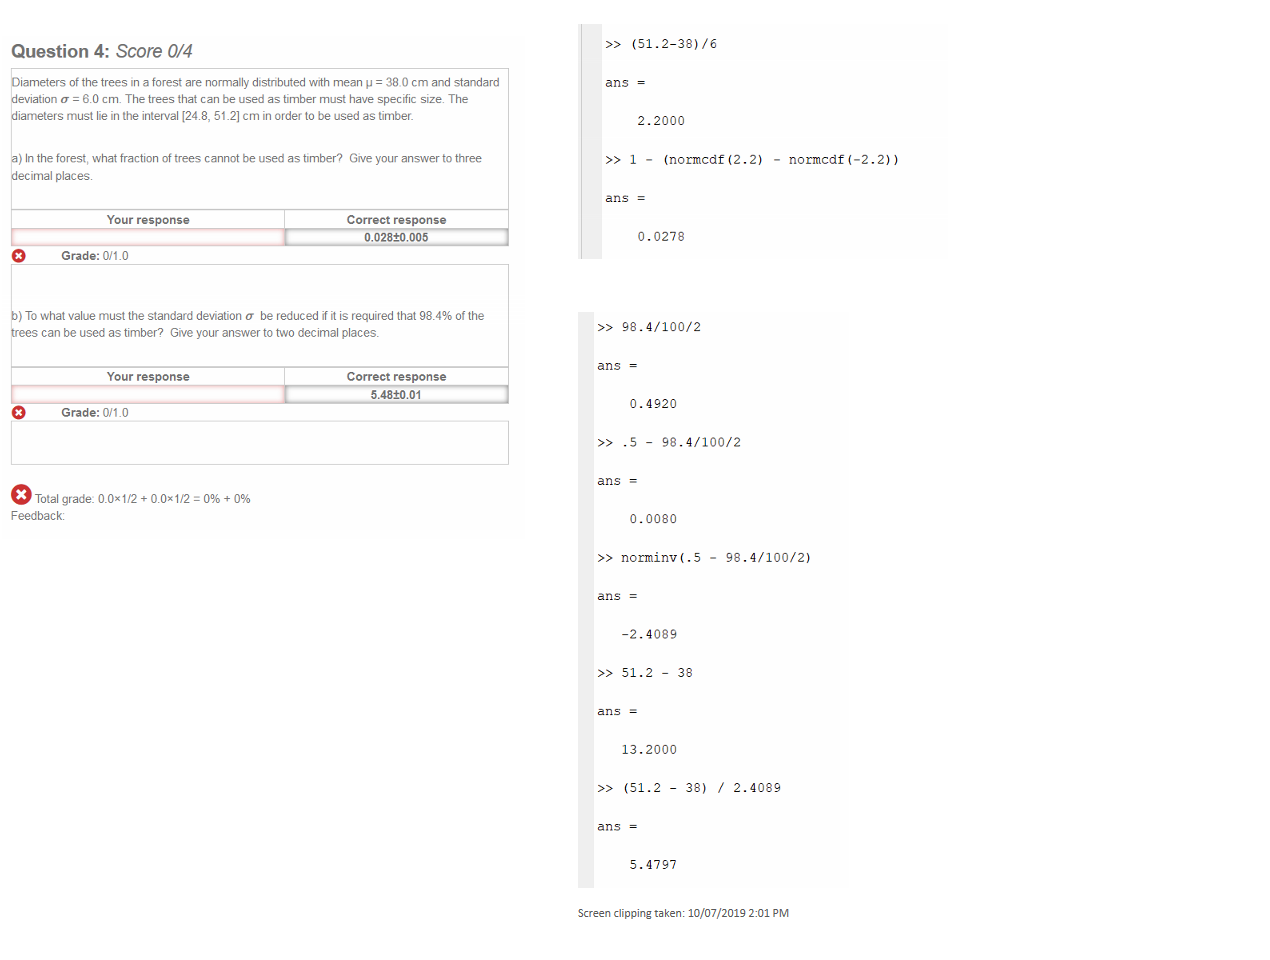 Question 4: Score 0/4
Diameters of the trees in a forest are normally distributed with mean μ = 38.0 cm and standard
deviation σ = 6.0 cm. The trees that can be used as timber must have specific size. The
diameters must lie in the interval [24.8, 51.2] cm in order to be used as timber.
a) In the forest, what fraction of trees cannot be used as timber? Give your answer to three
decimal places.
Your response Correct response
0.028±0.005
Grade: 0/1.0
b) To what value must the standard deviation σ be reduced if it is required that 98.4% of the
trees can be used as timber? Give your answer to two decimal places.
Your response Correct response
5.48±0.01
Grade: 0/1.0
Total grade: 0.0×1/2 + 0.0×1/2 = 0% + 0%
Feedback:
>> (51.2-38)/6
ans =
2.2000
>> 1 - (normcdf(2.2) - normcdf(-2.2))
ans =
0.0278
>> 98.4/100/2
ans =
0.4920
>> .5 - 98.4/100/2
ans =
0.0080
>> norminv(.5 - 98.4/100/2)
ans =
-2.4089
>> 51.2 - 38
ans =
13.2000
>> (51.2 - 38) / 2.4089
ans =
5.4797
Screen clipping taken: 10/07/2019 2:01 PM